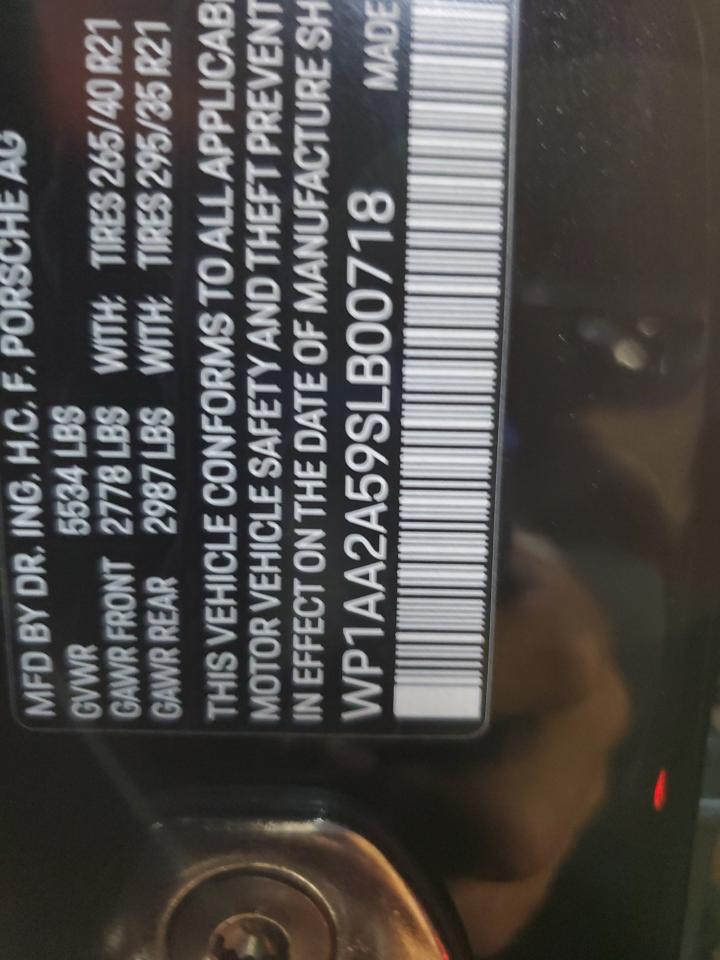 MFD BY DR. ING. H.C. F. PORSCHE AG
GVWR 5534 LBS
GAWR FRONT 2778 LBS WITH: TIRES 265/40 R21
GAWR REAR 2987 LBS WITH: TIRES 295/35 R21
THIS VEHICLE CONFORMS TO ALL APPLICAB
MOTOR VEHICLE SAFETY AND THEFT PREVENT
IN EFFECT ON THE DATE OF MANUFACTURE SH
WP1AA2A59SLB00718 MADE